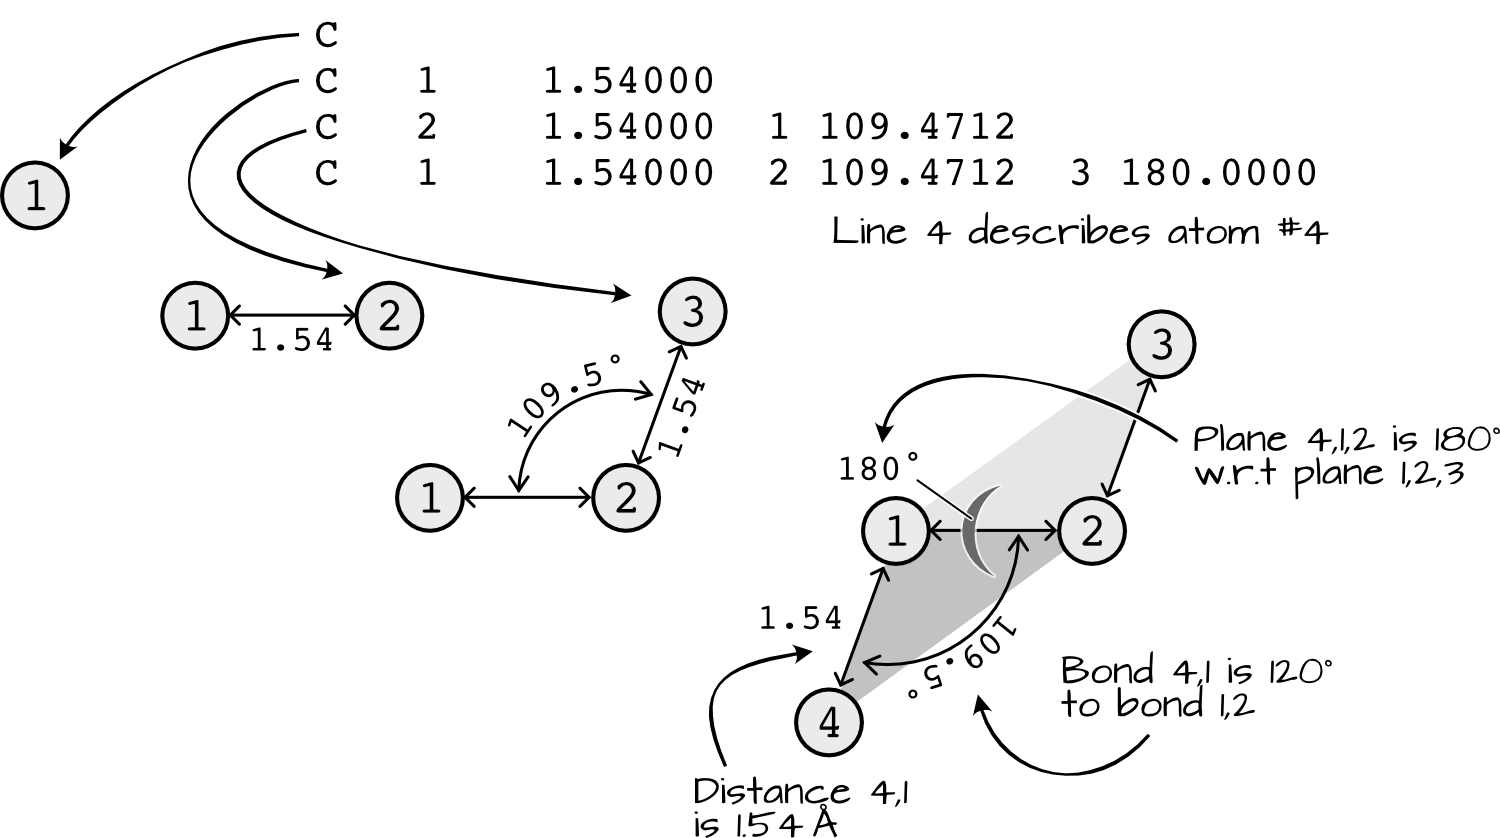 C
C 1 1.54000
C 2 1.54000 1 109.4712
C 1 1.54000 2 109.4712 3 180.0000
Line 4 describes atom #4
1
1 2
1.54
3
109.5°
1.54
1 2
3
Plane 4,1,2 is 180°
w.r.t plane 1,2,3
180°
1 2
1.54
109.5°
4
Bond 4,1 is 120°
to bond 1,2
Distance 4,1
is 1.54 Å